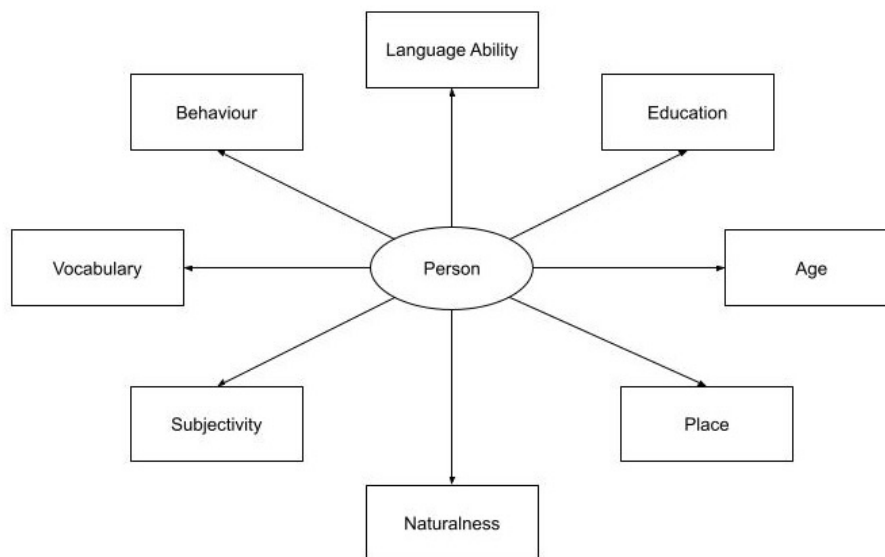 Language Ability
Behaviour
Education
Vocabulary
Person
Age
Subjectivity
Place
Naturalness